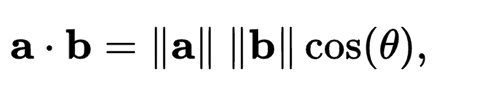 𝐚 · 𝐛 = ‖𝐚‖ ‖𝐛‖ cos(θ),